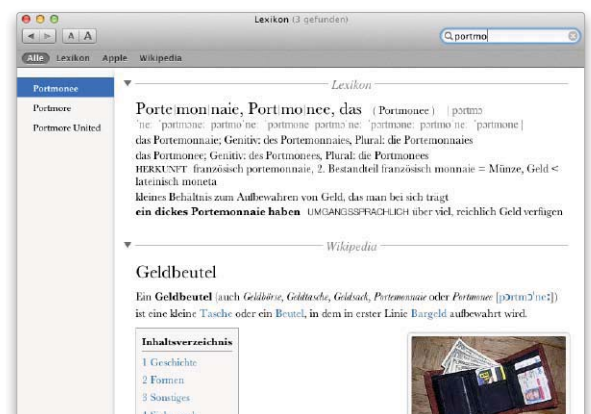 Lexikon (3 gefunden)
A A
portmo
Alle Lexikon Apple Wikipedia
Portmonee
Portmore
Portmore United
Lexikon
Porte|mon|naie, Port|mo|nee, das (Portmonee)
das Portemonnaie; Genitiv: des Portemonnaies, Plural: die Portemonnaies
das Portmonee; Genitiv: des Portmonees, Plural: die Portmonees
HERKUNFT französisch portemonnaie, 2. Bestandteil französisch monnaie = Münze, Geld <
lateinisch moneta
kleines Behältnis zum Aufbewahren von Geld, das man bei sich trägt
ein dickes Portemonnaie haben UMGANGSSPRACHLICH über viel, reichlich Geld verfügen
Wikipedia
Geldbeutel
Ein Geldbeutel (auch Geldbörse, Geldtasche, Geldsack, Portemonnaie oder Portmonee [pɔrtmɔˈneː])
ist eine kleine Tasche oder ein Beutel, in dem in erster Linie Bargeld aufbewahrt wird.
Inhaltsverzeichnis
1 Geschichte
2 Formen
3 Sonstiges